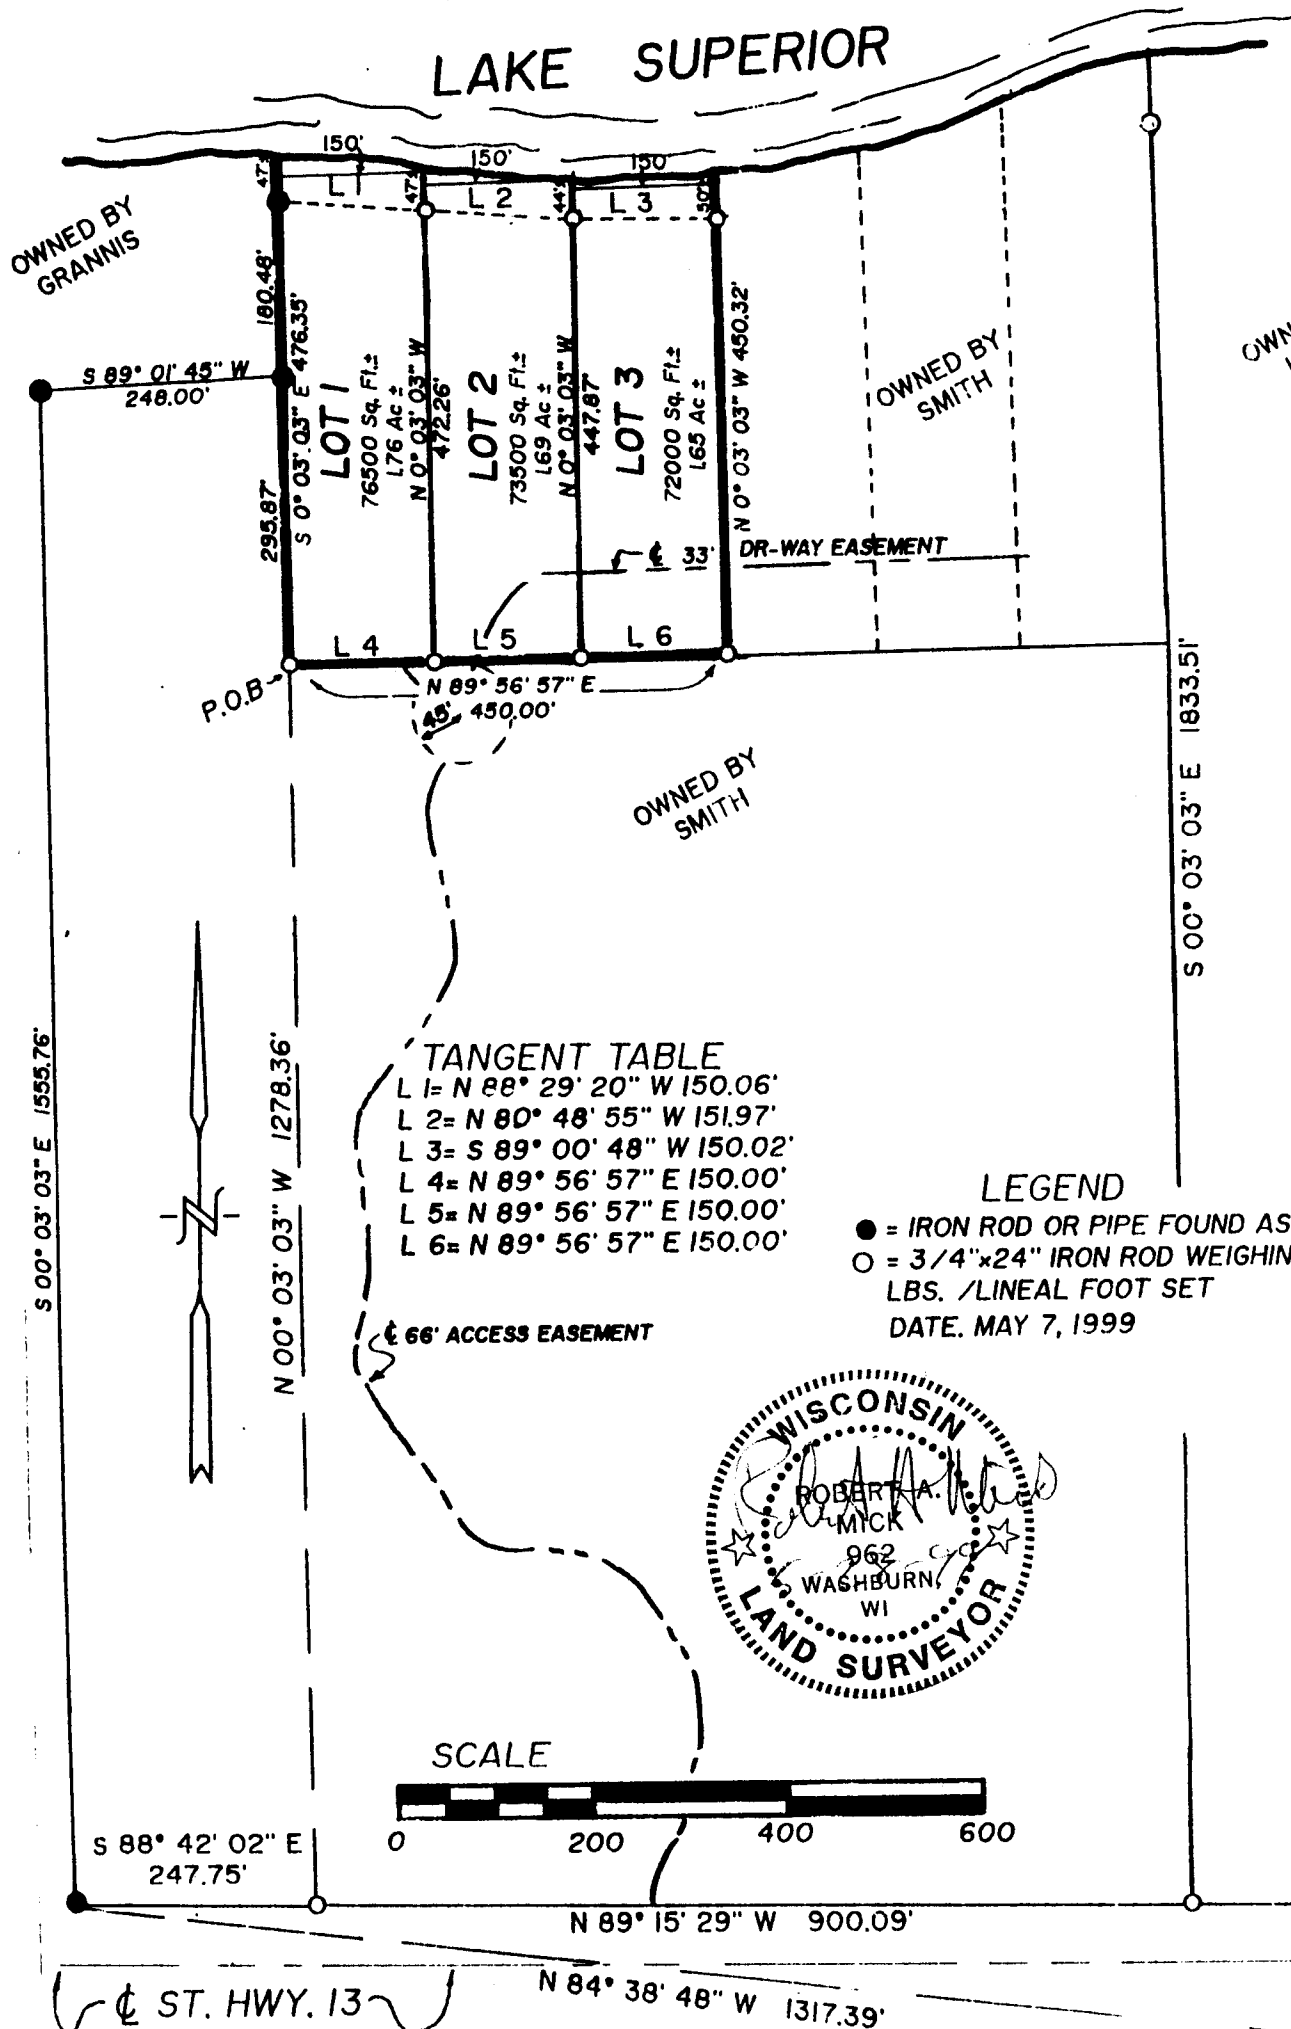 LAKE SUPERIOR
150'
150'
150'
47'±
47'±
44'±
50'±
L 1
L 2
L 3
OWNED BY
GRANNIS
180.48'
S 0° 03' 03" E 476.35'
295.87'
S 89° 01' 45" W
248.00'
LOT 1
76500 Sq. Ft.±
1.76 Ac ±
N 0° 03' 03" W
472.26'
LOT 2
73500 Sq. Ft.±
1.69 Ac ±
N 0° 03' 03" W
447.87'
LOT 3
72000 Sq. Ft.±
1.65 Ac ±
N 0° 03' 03" W 450.32'
OWNED BY
SMITH
OWN
℄ 33' DR-WAY EASEMENT
L 4
L 5
L 6
P.O.B
N 89° 56' 57" E
450.00'
45'
OWNED BY
SMITH
S 00° 03' 03" E 1833.51'
S 00° 03' 03" E 1555.76'
N 00° 03' 03" W 1278.36'
TANGENT TABLE
L 1= N 88° 29' 20" W 150.06'
L 2= N 80° 48' 55" W 151.97'
L 3= S 89° 00' 48" W 150.02'
L 4= N 89° 56' 57" E 150.00'
L 5= N 89° 56' 57" E 150.00'
L 6= N 89° 56' 57" E 150.00'
N
LEGEND
● = IRON ROD OR PIPE FOUND AS
○ = 3/4"x24" IRON ROD WEIGHIN
LBS. /LINEAL FOOT SET
DATE. MAY 7, 1999
℄ 66' ACCESS EASEMENT
WISCONSIN
ROBERT A.
MICK
962
WASHBURN,
WI
LAND SURVEYOR
SCALE
0 200 400 600
S 88° 42' 02" E
247.75'
N 89° 15' 29" W 900.09'
N 84° 38' 48" W 1317.39'
℄ ST. HWY. 13